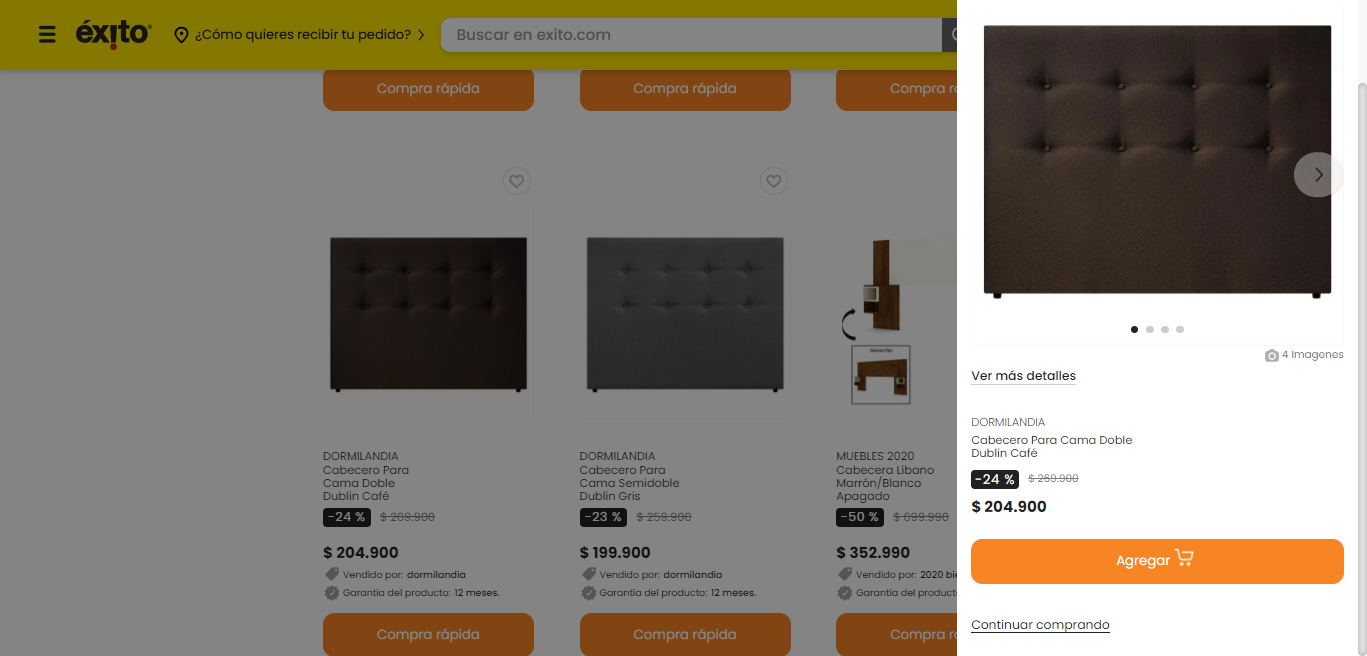 éxito
¿Cómo quieres recibir tu pedido?
Buscar en exito.com
Compra rápida
Compra rápida
Compra rá
DORMILANDIA
Cabecero Para
Cama Doble
Dublin Café
-24 % $ 269.900
$ 204.900
Vendido por: dormilandia
Garantía del producto: 12 meses.
Compra rápida
DORMILANDIA
Cabecero Para
Cama Semidoble
Dublin Gris
-23 % $ 259.900
$ 199.900
Vendido por: dormilandia
Garantía del producto: 12 meses.
Compra rápida
MUEBLES 2020
Cabecera Líbano
Marrón/Blanco
Apagado
-50 % $ 699.990
$ 352.990
Vendido por: 2020 bie
Garantía del product
Compra rá
4 Imagenes
Ver más detalles
DORMILANDIA
Cabecero Para Cama Doble
Dublin Café
-24 % $ 269.900
$ 204.900
Agregar
Continuar comprando